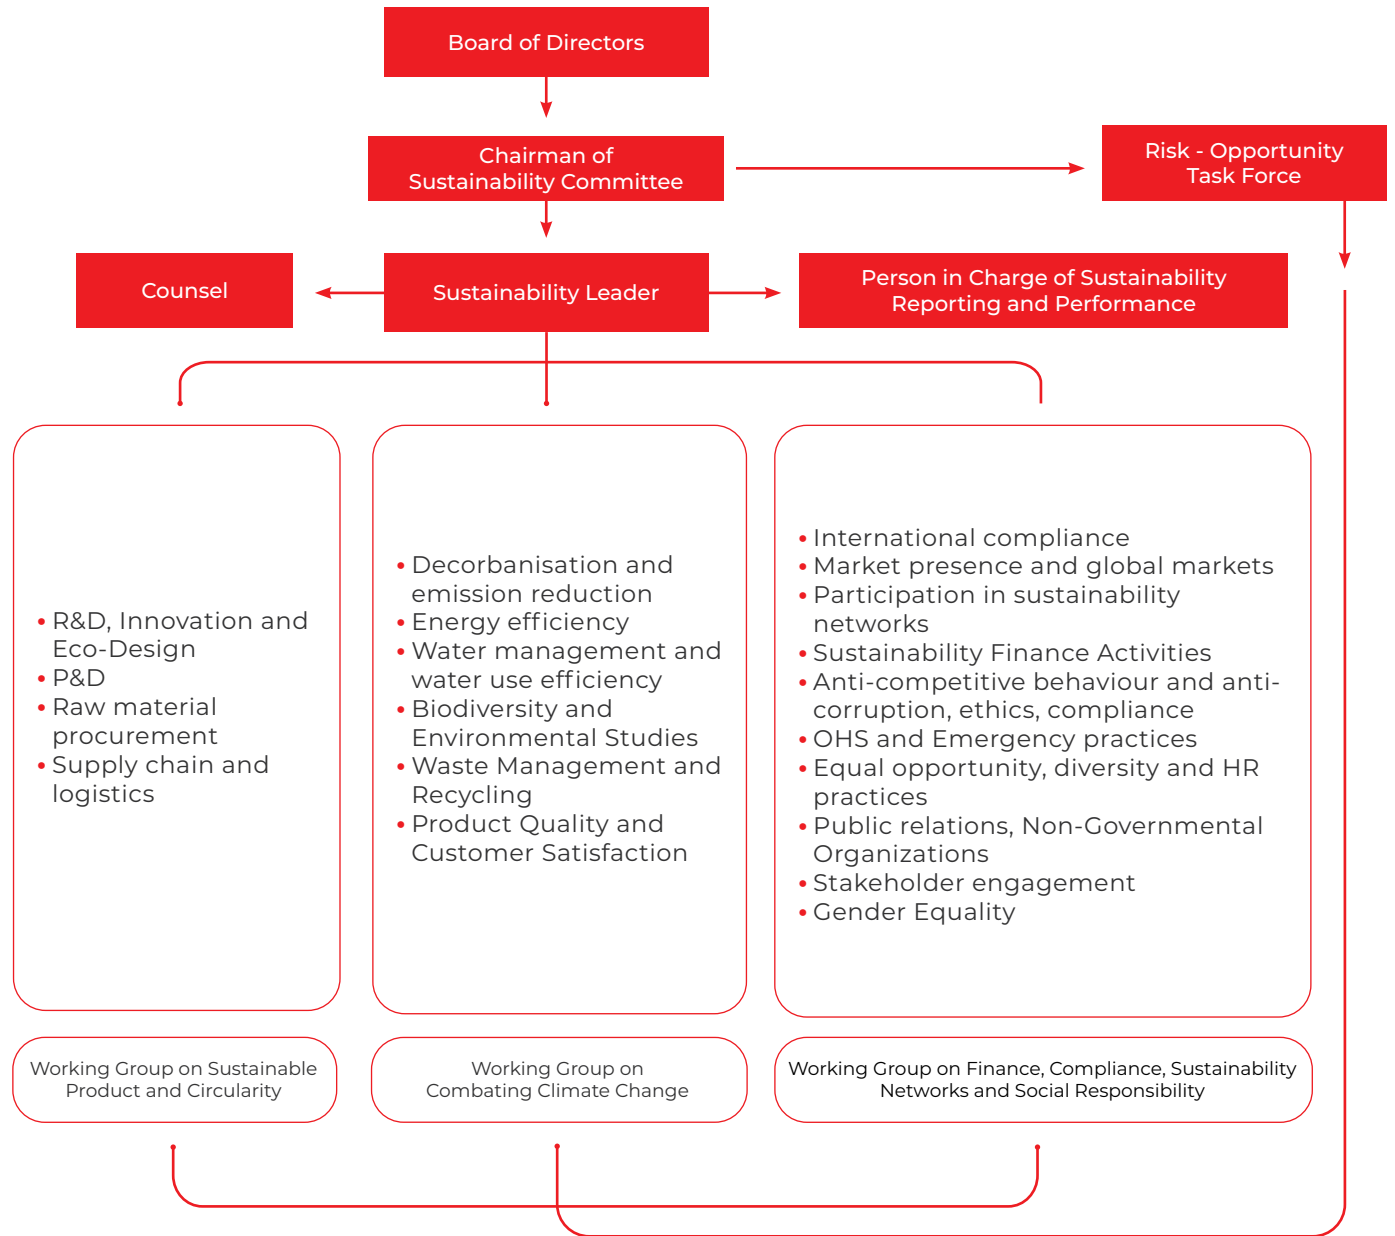 Board of Directors
Chairman of
Sustainability Committee
Risk - Opportunity
Task Force
Counsel
Sustainability Leader
Person in Charge of Sustainability
Reporting and Performance
• R&D, Innovation and
Eco-Design
• P&D
• Raw material
procurement
• Supply chain and
logistics
• Decorbanisation and
emission reduction
• Energy efficiency
• Water management and
water use efficiency
• Biodiversity and
Environmental Studies
• Waste Management and
Recycling
• Product Quality and
Customer Satisfaction
• International compliance
• Market presence and global markets
• Participation in sustainability
networks
• Sustainability Finance Activities
• Anti-competitive behaviour and anti-
corruption, ethics, compliance
• OHS and Emergency practices
• Equal opportunity, diversity and HR
practices
• Public relations, Non-Governmental
Organizations
• Stakeholder engagement
• Gender Equality
Working Group on Sustainable
Product and Circularity
Working Group on
Combating Climate Change
Working Group on Finance, Compliance, Sustainability
Networks and Social Responsibility